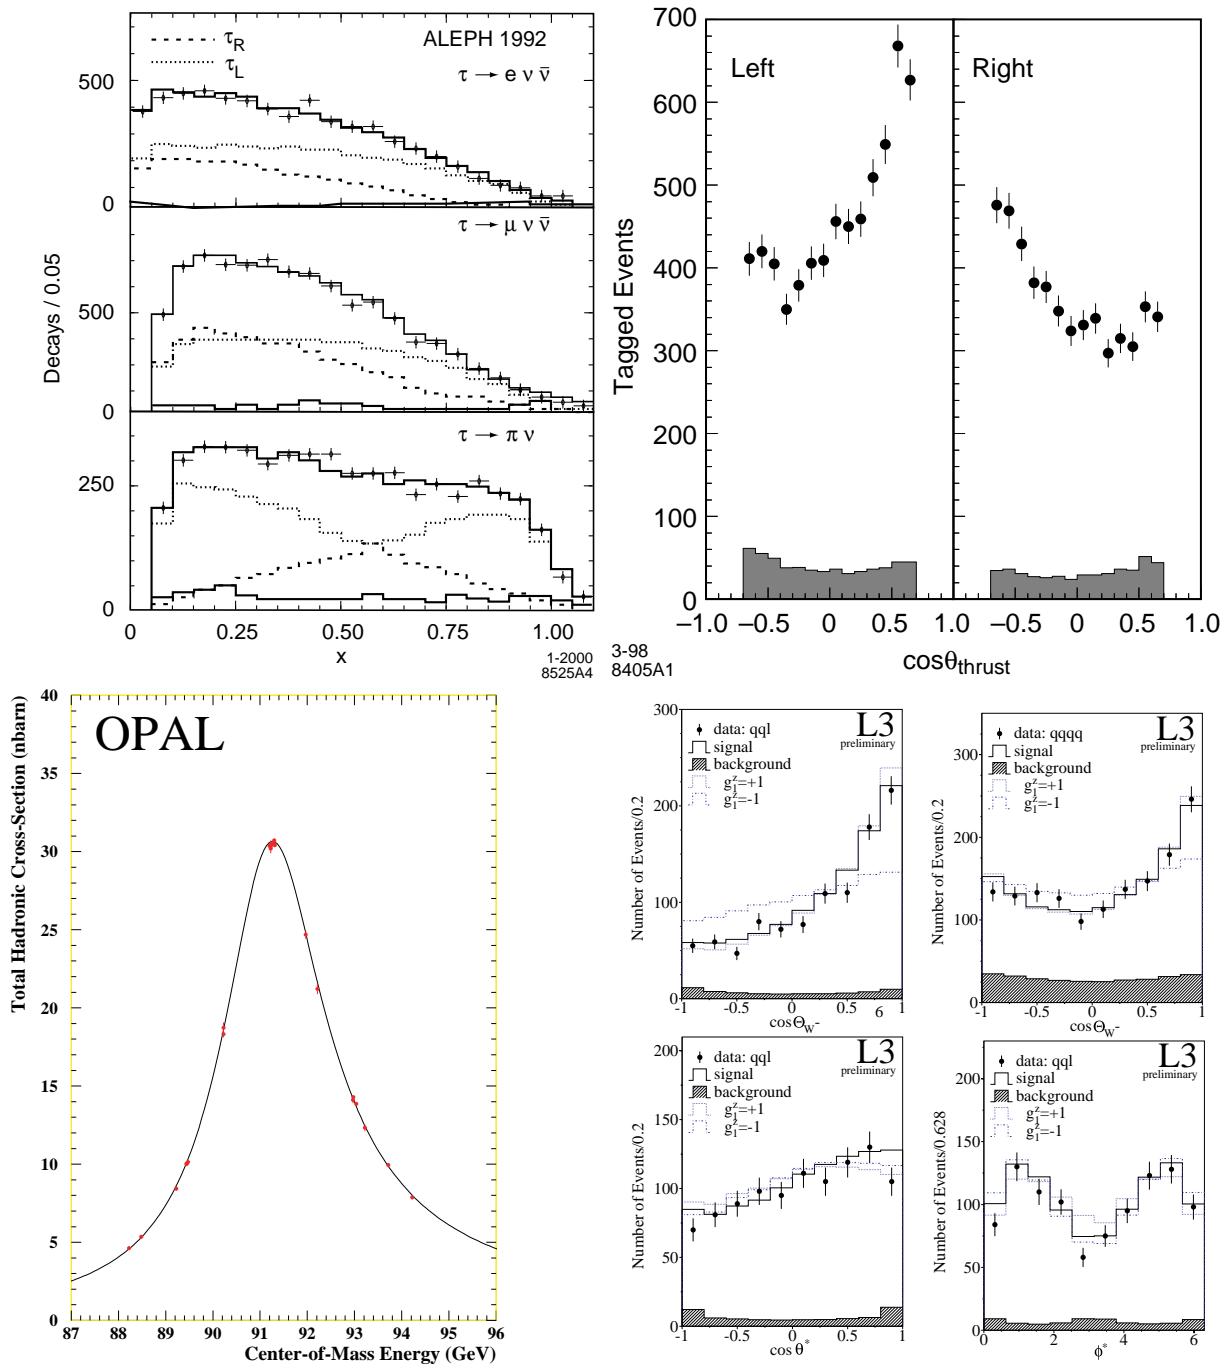 τR
τL
ALEPH 1992
τ → e ν ν̄
500
0
τ → μ ν ν̄
500
0
τ → π ν
250
0
Decays / 0.05
0 0.25 0.50 0.75 1.00
x
1-2000
8525A4
700
600
500
400
300
200
100
0
Tagged Events
Left
Right
–1.0 –0.5 0 0.5 –0.5 0 0.5 1.0
cosθthrust
3-98
8405A1
OPAL
Total Hadronic Cross-Section (nbarn)
40
35
30
25
20
15
10
5
0
87 88 89 90 91 92 93 94 95 96
Center-of-Mass Energy (GeV)
L3
preliminary
data: qql
signal
background
g₁ᶻ=+1
g₁ᶻ=-1
Number of Events/0.2
300
200
100
0
-1 -0.5 0 0.5 1
6
cosΘW-
L3
preliminary
data: qqqq
signal
background
g₁ᶻ=+1
g₁ᶻ=-1
Number of Events/0.2
300
200
100
0
-1 -0.5 0 0.5 1
cosΘW-
L3
preliminary
data: qql
signal
background
g₁ᶻ=+1
g₁ᶻ=-1
Number of Events/0.2
200
150
100
50
0
-1 -0.5 0 0.5 1
cos θ*
L3
preliminary
data: qql
signal
background
g₁ᶻ=+1
g₁ᶻ=-1
Number of Events/0.628
200
150
100
50
0
0 2 4 6
ϕ*